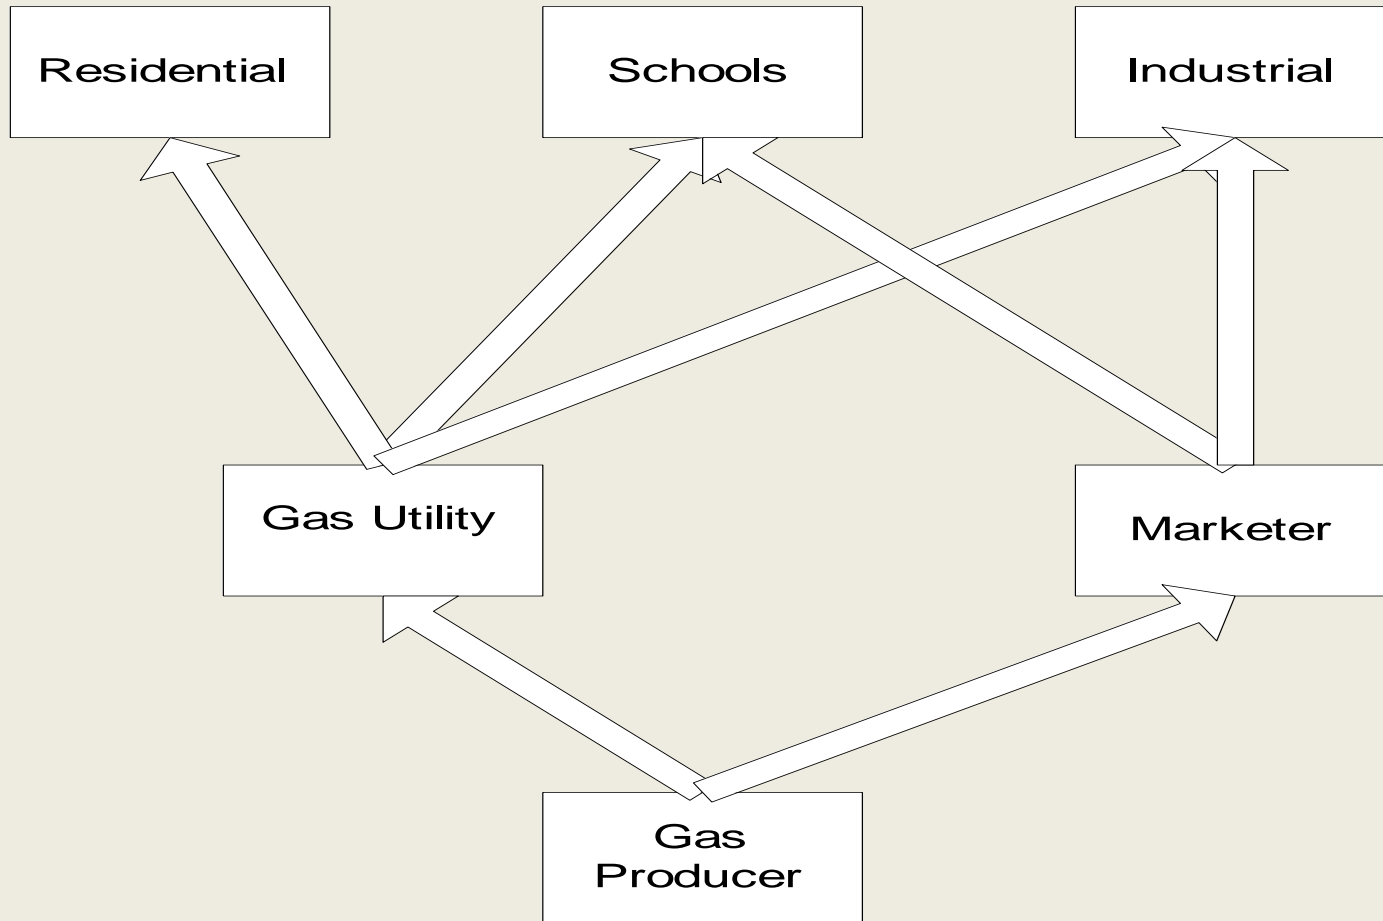 Residential
Schools
Industrial
Gas Utility
Marketer
Gas
Producer